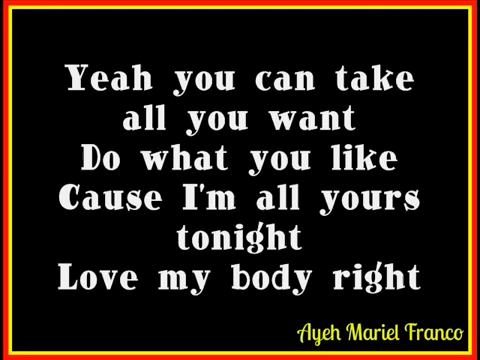 Yeah you can take
all you want
Do what you like
Cause I'm all yours
tonight
Love my body right
Ayeh Mariel Franco